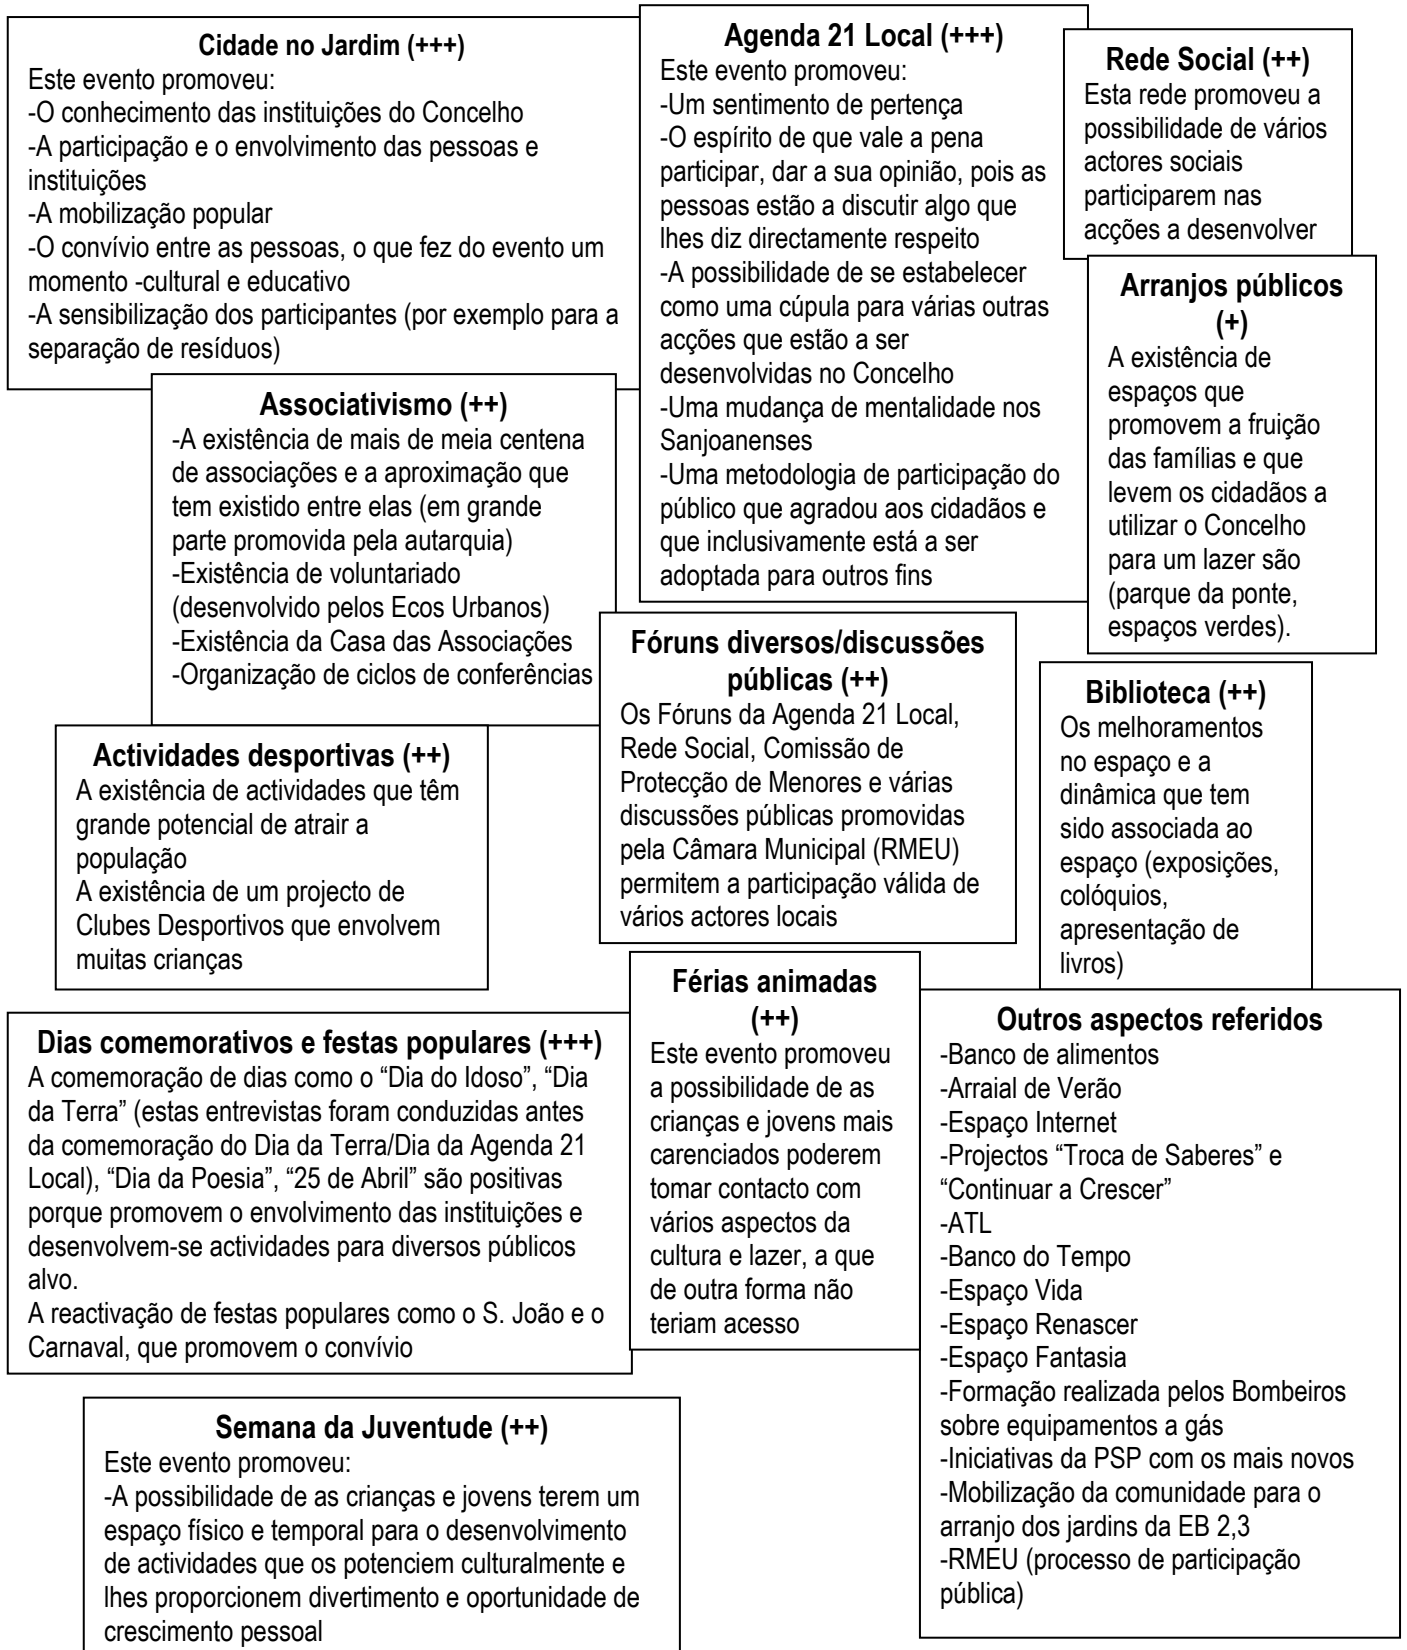 Cidade no Jardim (+++)
Este evento promoveu:
-O conhecimento das instituições do Concelho
-A participação e o envolvimento das pessoas e
instituições
-A mobilização popular
-O convívio entre as pessoas, o que fez do evento um
momento -cultural e educativo
-A sensibilização dos participantes (por exemplo para a
separação de resíduos)
Agenda 21 Local (+++)
Este evento promoveu:
-Um sentimento de pertença
-O espírito de que vale a pena
participar, dar a sua opinião, pois as
pessoas estão a discutir algo que
lhes diz directamente respeito
-A possibilidade de se estabelecer
como uma cúpula para várias outras
acções que estão a ser
desenvolvidas no Concelho
-Uma mudança de mentalidade nos
Sanjoanenses
-Uma metodologia de participação do
público que agradou aos cidadãos e
que inclusivamente está a ser
adoptada para outros fins
Rede Social (++)
Esta rede promoveu a
possibilidade de vários
actores sociais
participarem nas
acções a desenvolver
Arranjos públicos
(+)
A existência de
espaços que
promovem a fruição
das famílias e que
levem os cidadãos a
utilizar o Concelho
para um lazer são
(parque da ponte,
espaços verdes).
Associativismo (++)
-A existência de mais de meia centena
de associações e a aproximação que
tem existido entre elas (em grande
parte promovida pela autarquia)
-Existência de voluntariado
(desenvolvido pelos Ecos Urbanos)
-Existência da Casa das Associações
-Organização de ciclos de conferências
Fóruns diversos/discussões
públicas (++)
Os Fóruns da Agenda 21 Local,
Rede Social, Comissão de
Protecção de Menores e várias
discussões públicas promovidas
pela Câmara Municipal (RMEU)
permitem a participação válida de
vários actores locais
Biblioteca (++)
Os melhoramentos
no espaço e a
dinâmica que tem
sido associada ao
espaço (exposições,
colóquios,
apresentação de
livros)
Actividades desportivas (++)
A existência de actividades que têm
grande potencial de atrair a
população
A existência de um projecto de
Clubes Desportivos que envolvem
muitas crianças
Férias animadas
(++)
Este evento promoveu
a possibilidade de as
crianças e jovens mais
carenciados poderem
tomar contacto com
vários aspectos da
cultura e lazer, a que
de outra forma não
teriam acesso
Outros aspectos referidos
-Banco de alimentos
-Arraial de Verão
-Espaço Internet
-Projectos “Troca de Saberes” e
“Continuar a Crescer”
-ATL
-Banco do Tempo
-Espaço Vida
-Espaço Renascer
-Espaço Fantasia
-Formação realizada pelos Bombeiros
sobre equipamentos a gás
-Iniciativas da PSP com os mais novos
-Mobilização da comunidade para o
arranjo dos jardins da EB 2,3
-RMEU (processo de participação
pública)
Dias comemorativos e festas populares (+++)
A comemoração de dias como o “Dia do Idoso”, “Dia
da Terra” (estas entrevistas foram conduzidas antes
da comemoração do Dia da Terra/Dia da Agenda 21
Local), “Dia da Poesia”, “25 de Abril” são positivas
porque promovem o envolvimento das instituições e
desenvolvem-se actividades para diversos públicos
alvo.
A reactivação de festas populares como o S. João e o
Carnaval, que promovem o convívio
Semana da Juventude (++)
Este evento promoveu:
-A possibilidade de as crianças e jovens terem um
espaço físico e temporal para o desenvolvimento
de actividades que os potenciem culturalmente e
lhes proporcionem divertimento e oportunidade de
crescimento pessoal